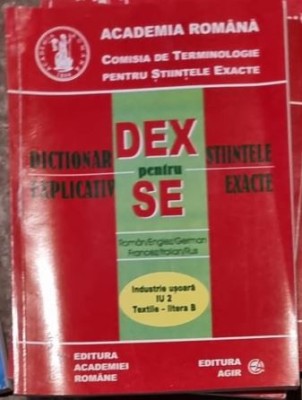 ACADEMIA ROMÂNĂ
COMISIA DE TERMINOLOGIE
PENTRU ȘTIINȚELE EXACTE
DEX
DICȚIONAR pentru ȘTIINȚELE
EXPLICATIV SE EXACTE
Român/Englez/German
Francez/Italian/Rus
Industrie ușoară
IU 2
Textile - litera B
EDITURA
ACADEMIEI
ROMÂNE
EDITURA
AGIR